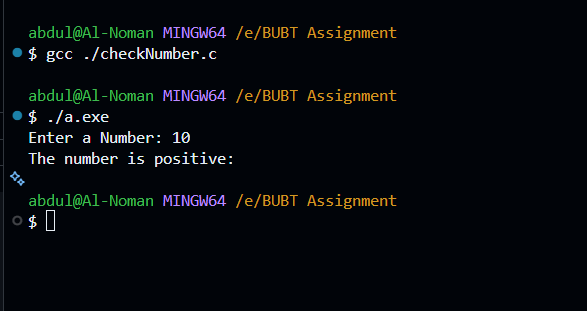 abdul@Al-Noman MINGW64 /e/BUBT Assignment
$ gcc ./checkNumber.c
abdul@Al-Noman MINGW64 /e/BUBT Assignment
$ ./a.exe
Enter a Number: 10
The number is positive:
abdul@Al-Noman MINGW64 /e/BUBT Assignment
$